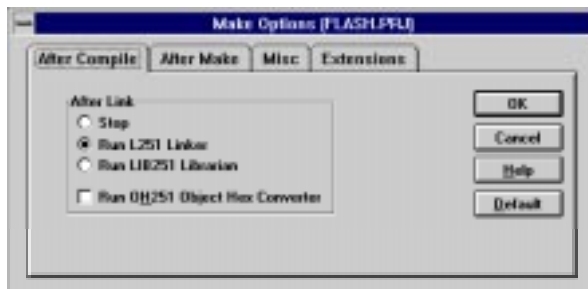 Make Options (FLASH.PRJ)
After Compile After Make Misc Extensions
After Link
Stop
Run L251 Linker
Run LIB251 Librarian
Run OH251 Object Hex Converter
OK
Cancel
Help
Default